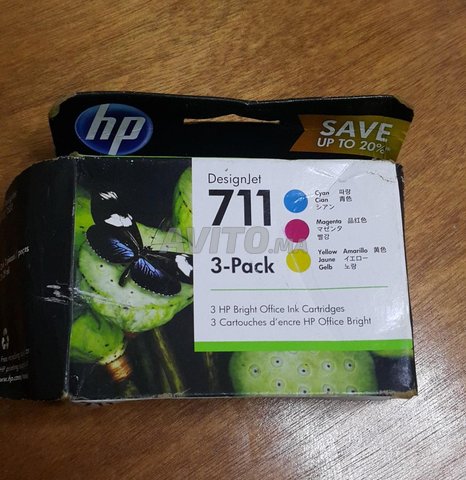 hp
SAVE
UP TO 20%
DesignJet
711
3-Pack
Cyan 파랑
Cian 青色
シアン
Magenta 品红色
マゼンタ
빨강
Yellow Amarillo 黄色
Jaune イエロー
Gelb 노랑
AVITO.ma
3 HP Bright Office Ink Cartridges
3 Cartouches d'encre HP Office Bright